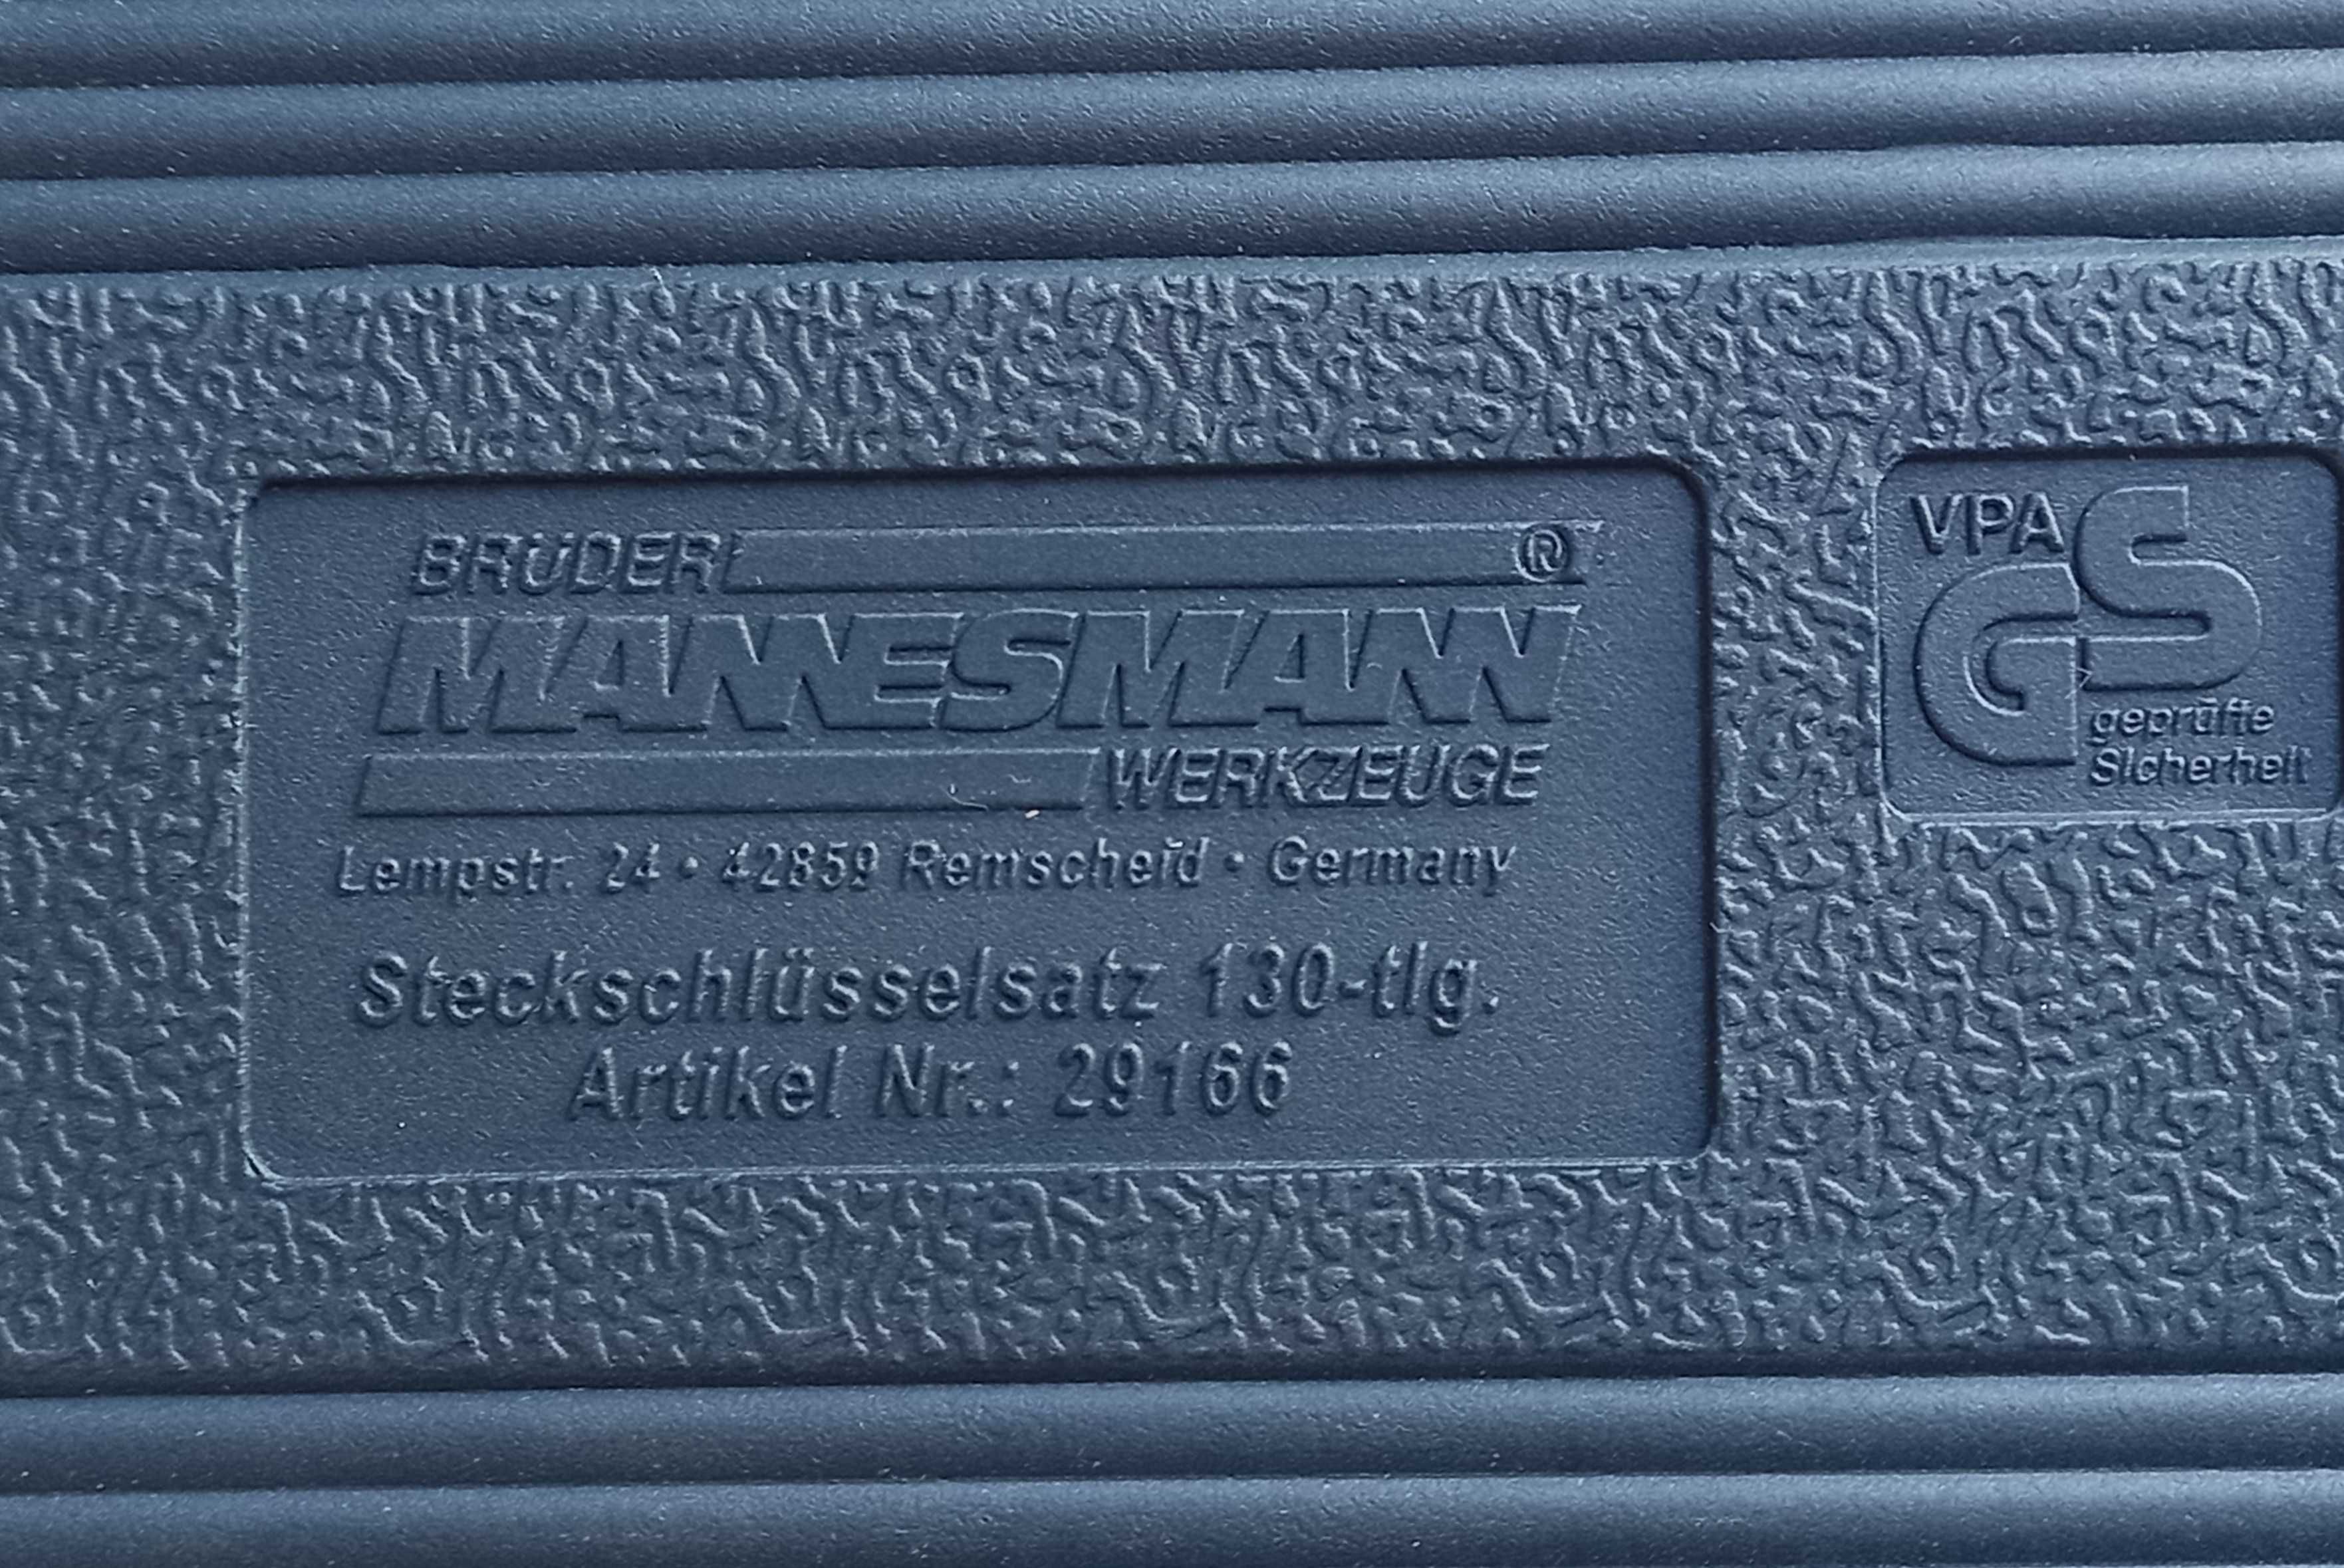 BRÜDER ®
MANNESMANN
WERKZEUGE
Lempstr. 24 • 42859 Remscheid • Germany
Steckschlüsselsatz 130-tlg.
Artikel Nr.: 29166
VPA
GS
geprüfte
Sicherheit